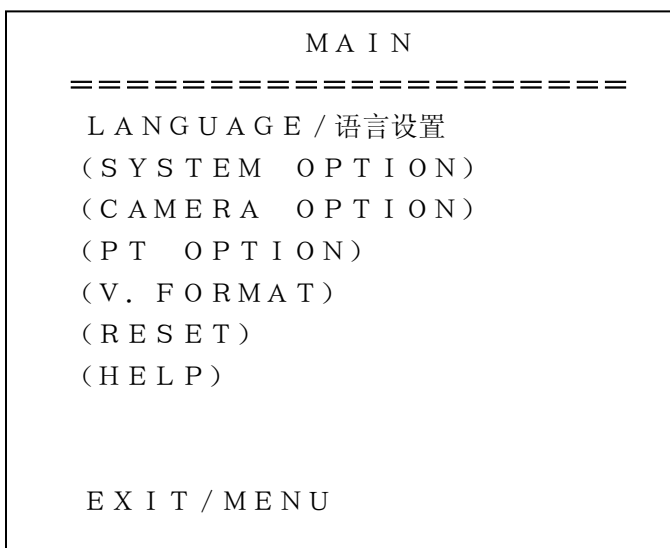 MAIN
====================
LANGUAGE/语言设置
(SYSTEM OPTION)
(CAMERA OPTION)
(PT OPTION)
(V. FORMAT)
(RESET)
(HELP)
EXIT/MENU